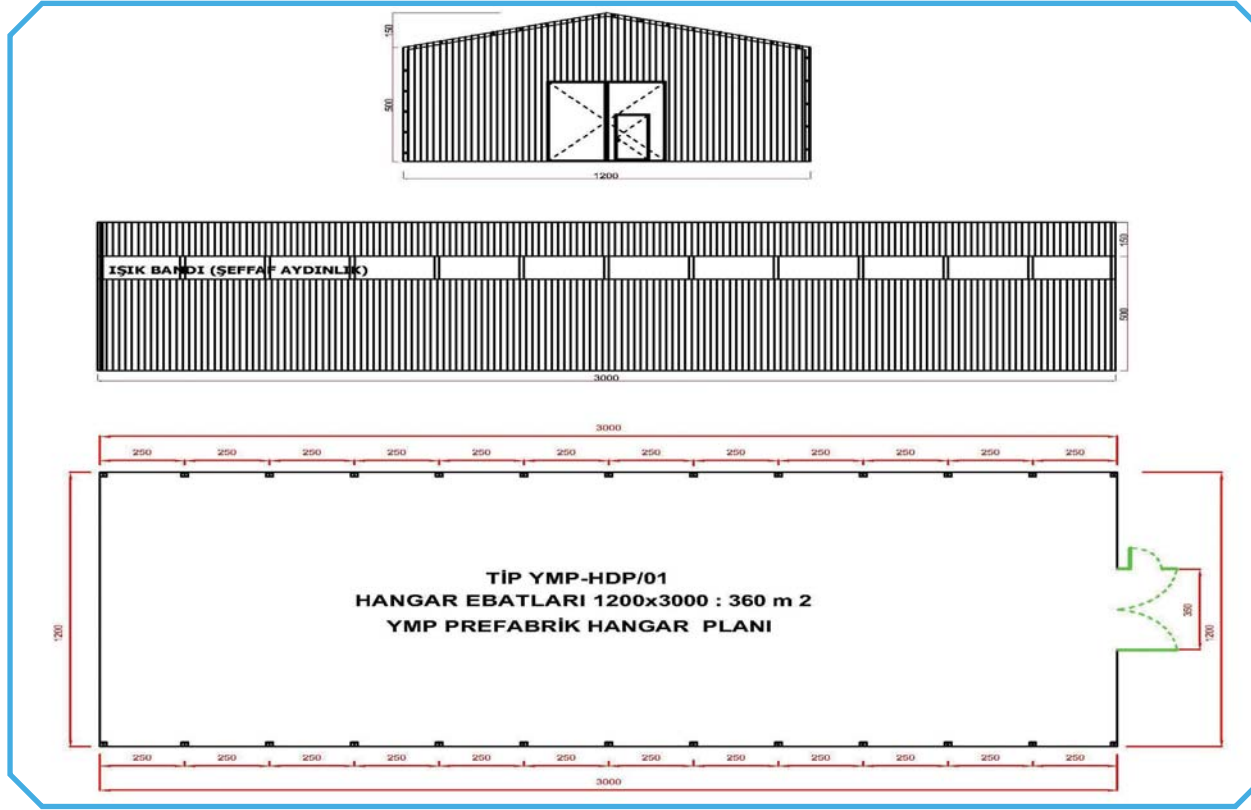 150
500
1200
IŞIK BANDI (ŞEFFAF AYDINLIK)
150
500
3000
3000
250 250 250 250 250 250 250 250 250 250 250 250
1200
TİP YMP-HDP/01
HANGAR EBATLARI 1200x3000 : 360 m 2
YMP PREFABRİK HANGAR PLANI
350
1200
250 250 250 250 250 250 250 250 250 250 250 250
3000